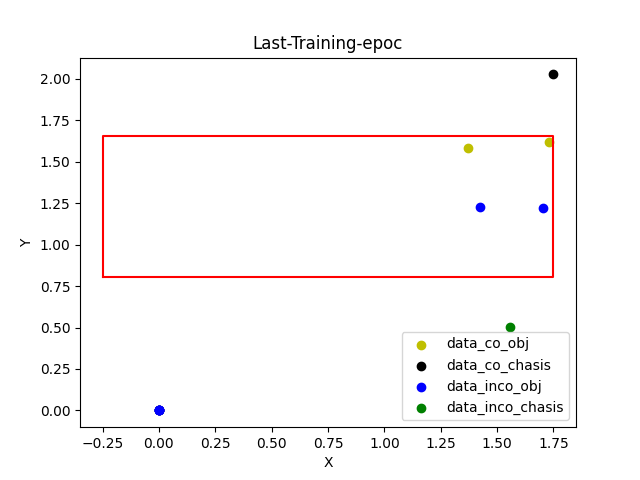 Last-Training-epoc
2.00
1.75
1.50
1.25
1.00
0.75
0.50
0.25
0.00
Y
data_co_obj
data_co_chasis
data_inco_obj
data_inco_chasis
−0.25 0.00 0.25 0.50 0.75 1.00 1.25 1.50 1.75
X